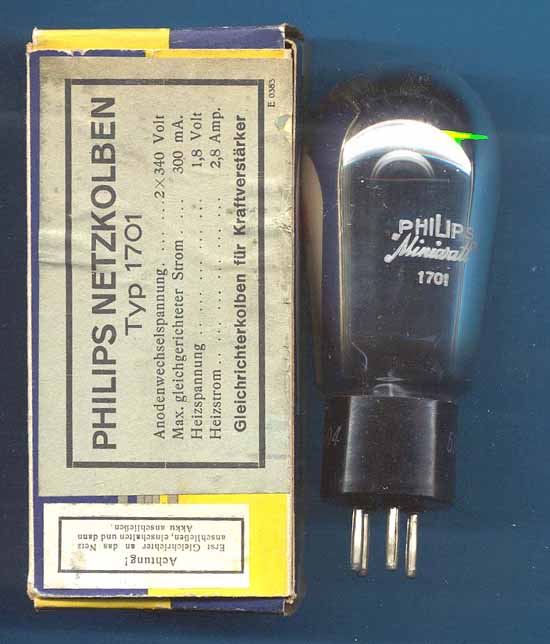 PHILIPS NETZKOLBEN
Typ 1701
Anodenwechselspannung . . . . . 2×340 Volt
Max. gleichgerichteter Strom . . . 300 mA.
Heizspannung . . . . . . . . . . . . 1,8 Volt
Heizstrom . . . . . . . . . . . . . . 2,8 Amp.
Gleichrichterkolben für Kraftverstärker
E 0383
Achtung!
Erst Gleichrichter an das Netz
anschließen, einschalten und dann
Akku anschließen.
PHILIPS
Miniwatt
1701
04